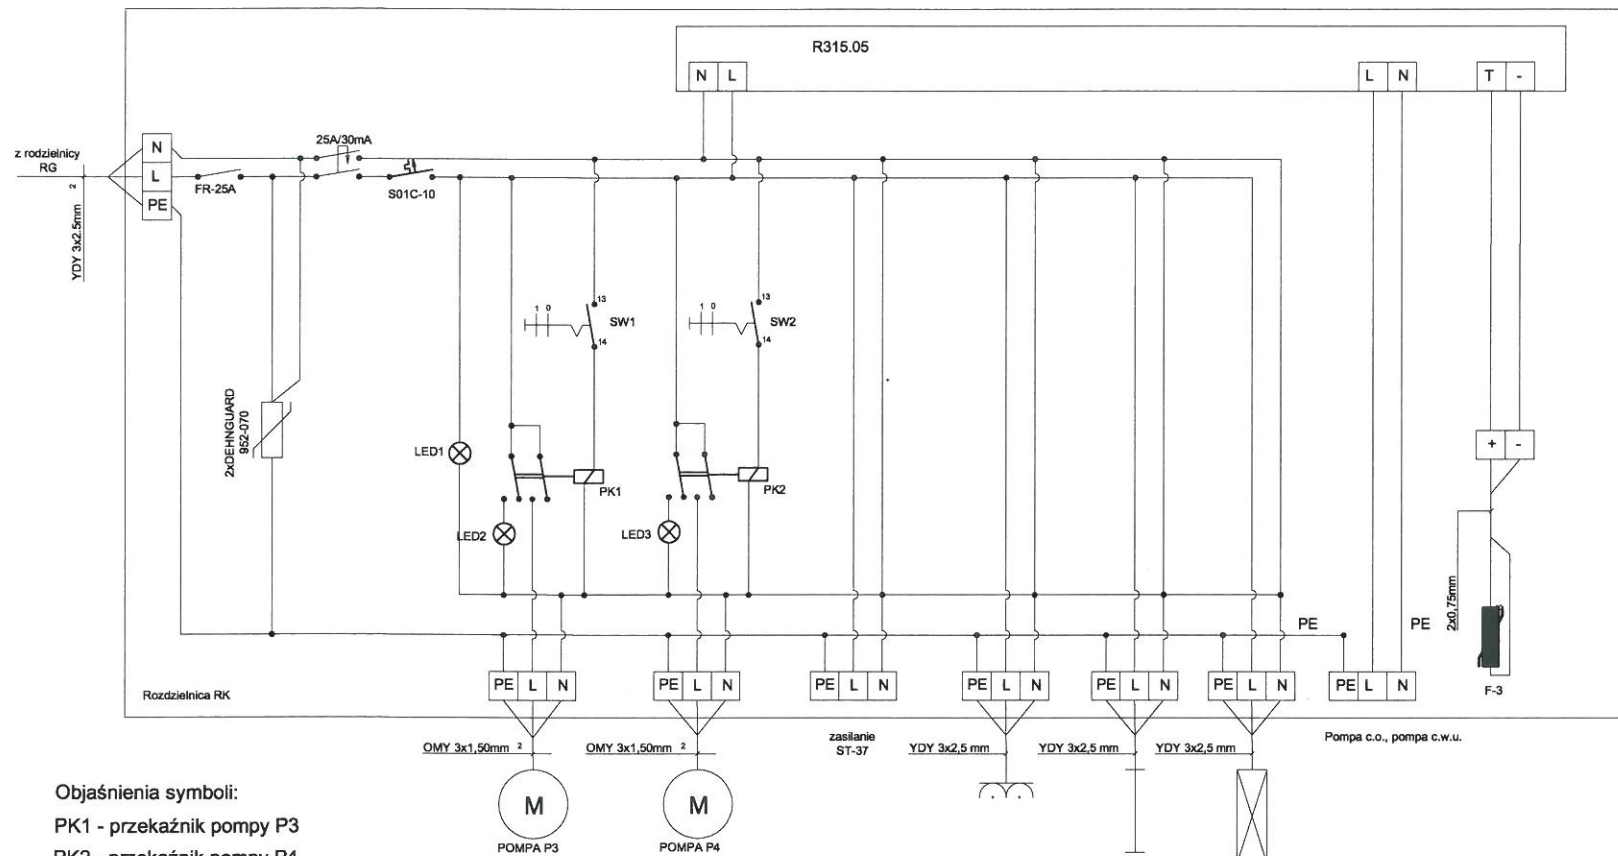 R315.05
N L
L N
T -
z rodzielnicy
RG
N
L
PE
YDY 3x2.5mm 2
FR-25A
25A/30mA
S01C-10
13
1 0
SW1
14
13
1 0
SW2
14
2xDEHNGUARD
952-070
LED1
PK1
LED2
PK2
LED3
+ -
2x0,75mm
F-3
PE
PE
PE L N
PE L N
PE L N
PE L N
PE L N
PE L N
PE L N
Rozdzielnica RK
OMY 3x1,50mm 2
OMY 3x1,50mm 2
zasilanie
ST-37
YDY 3x2,5 mm
YDY 3x2,5 mm
YDY 3x2,5 mm
Pompa c.o., pompa c.w.u.
M
POMPA P3
M
POMPA P4
Objaśnienia symboli:
PK1 - przekaźnik pompy P3
PK2 - przekaźnik pompy P4